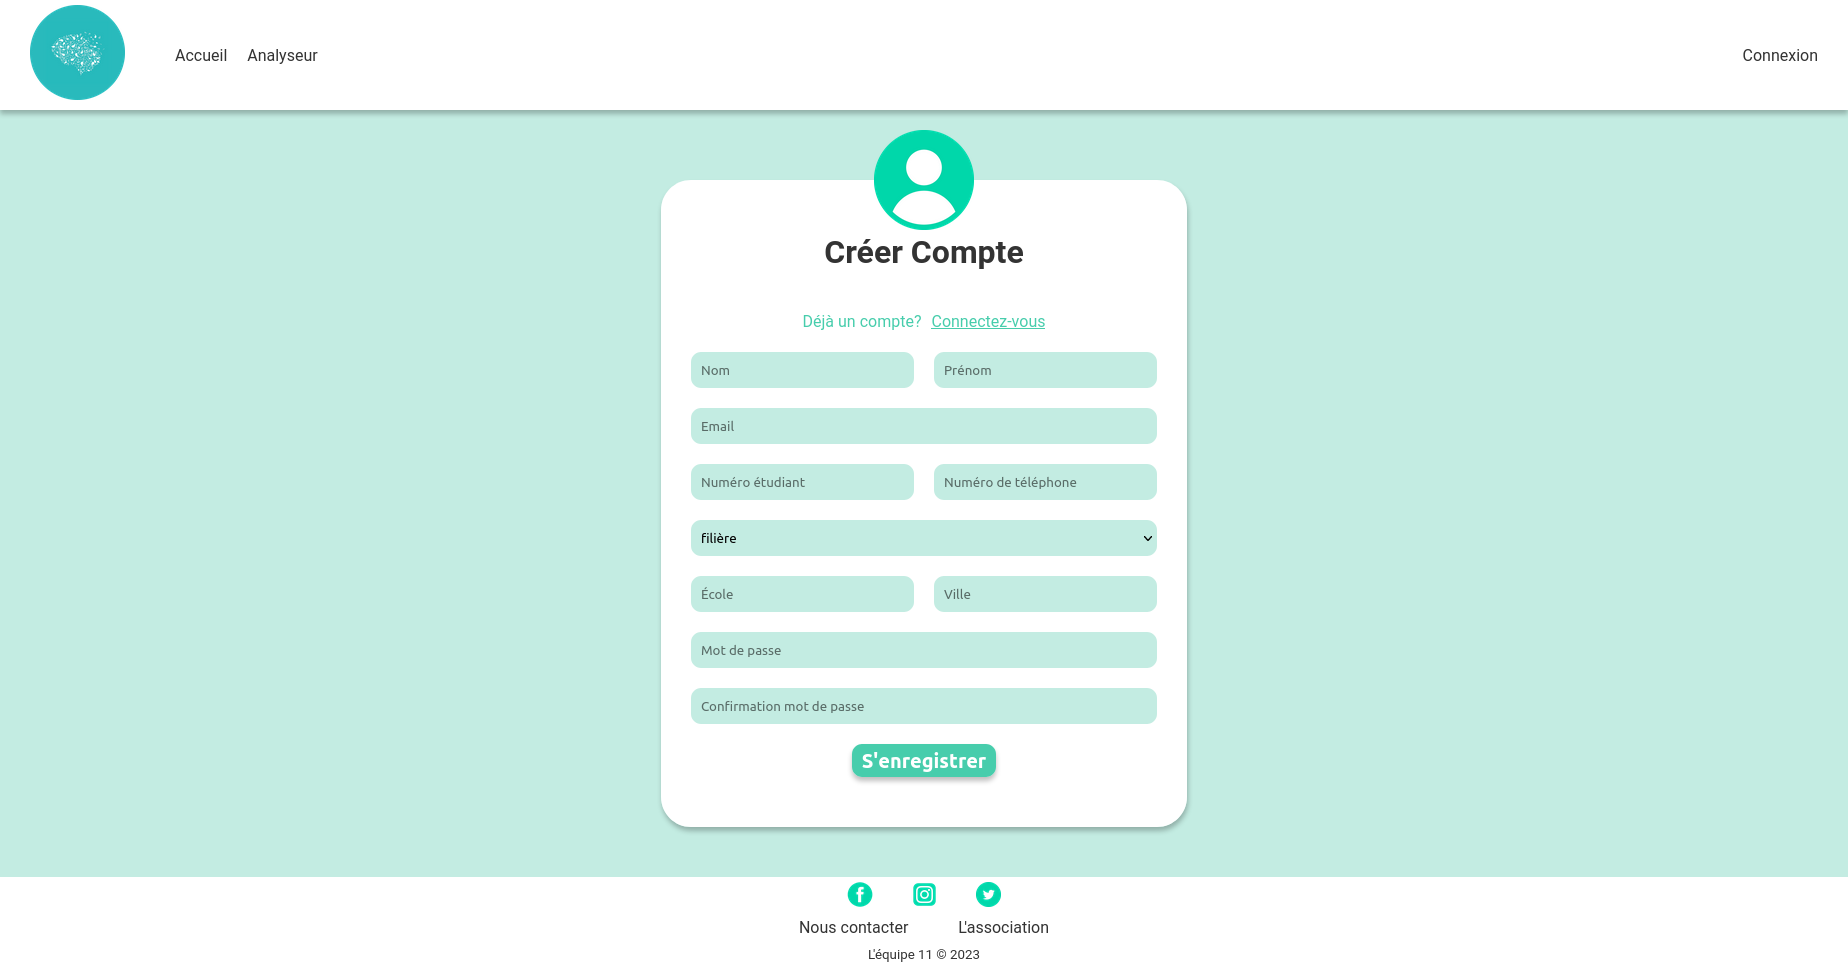 Accueil Analyseur Connexion
Créer Compte
Déjà un compte? Connectez-vous
Nom Prénom
Email
Numéro étudiant Numéro de téléphone
filière
École Ville
Mot de passe
Confirmation mot de passe
S'enregistrer
Nous contacter L'association
L'équipe 11 © 2023